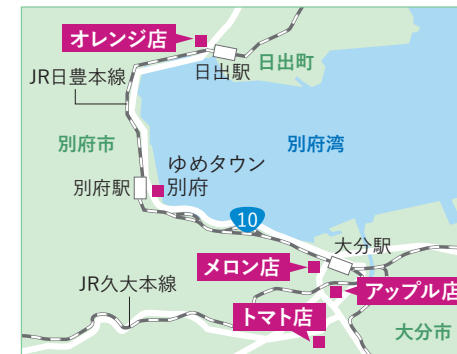 オレンジ店
日出駅
日出町
JR日豊本線
別府市
別府湾
ゆめタウン
別府
別府駅
10
大分駅
メロン店
アップル店
JR久大本線
トマト店
大分市